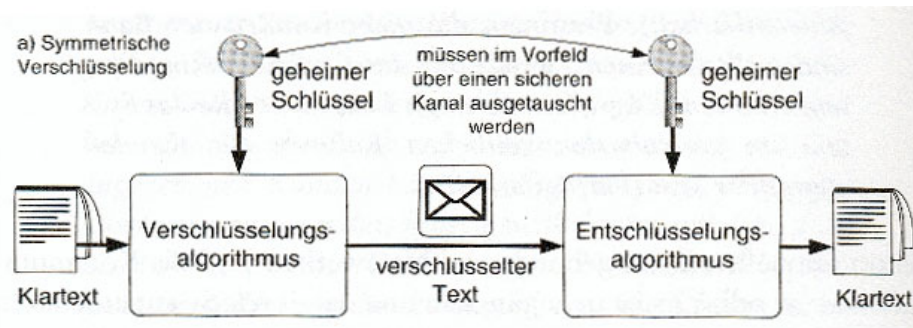 a) Symmetrische
Verschlüsselung
geheimer
Schlüssel
müssen im Vorfeld
über einen sicheren
Kanal ausgetauscht
werden
geheimer
Schlüssel
Klartext
Verschlüsselungs-
algorithmus
verschlüsselter
Text
Entschlüsselungs-
algorithmus
Klartext